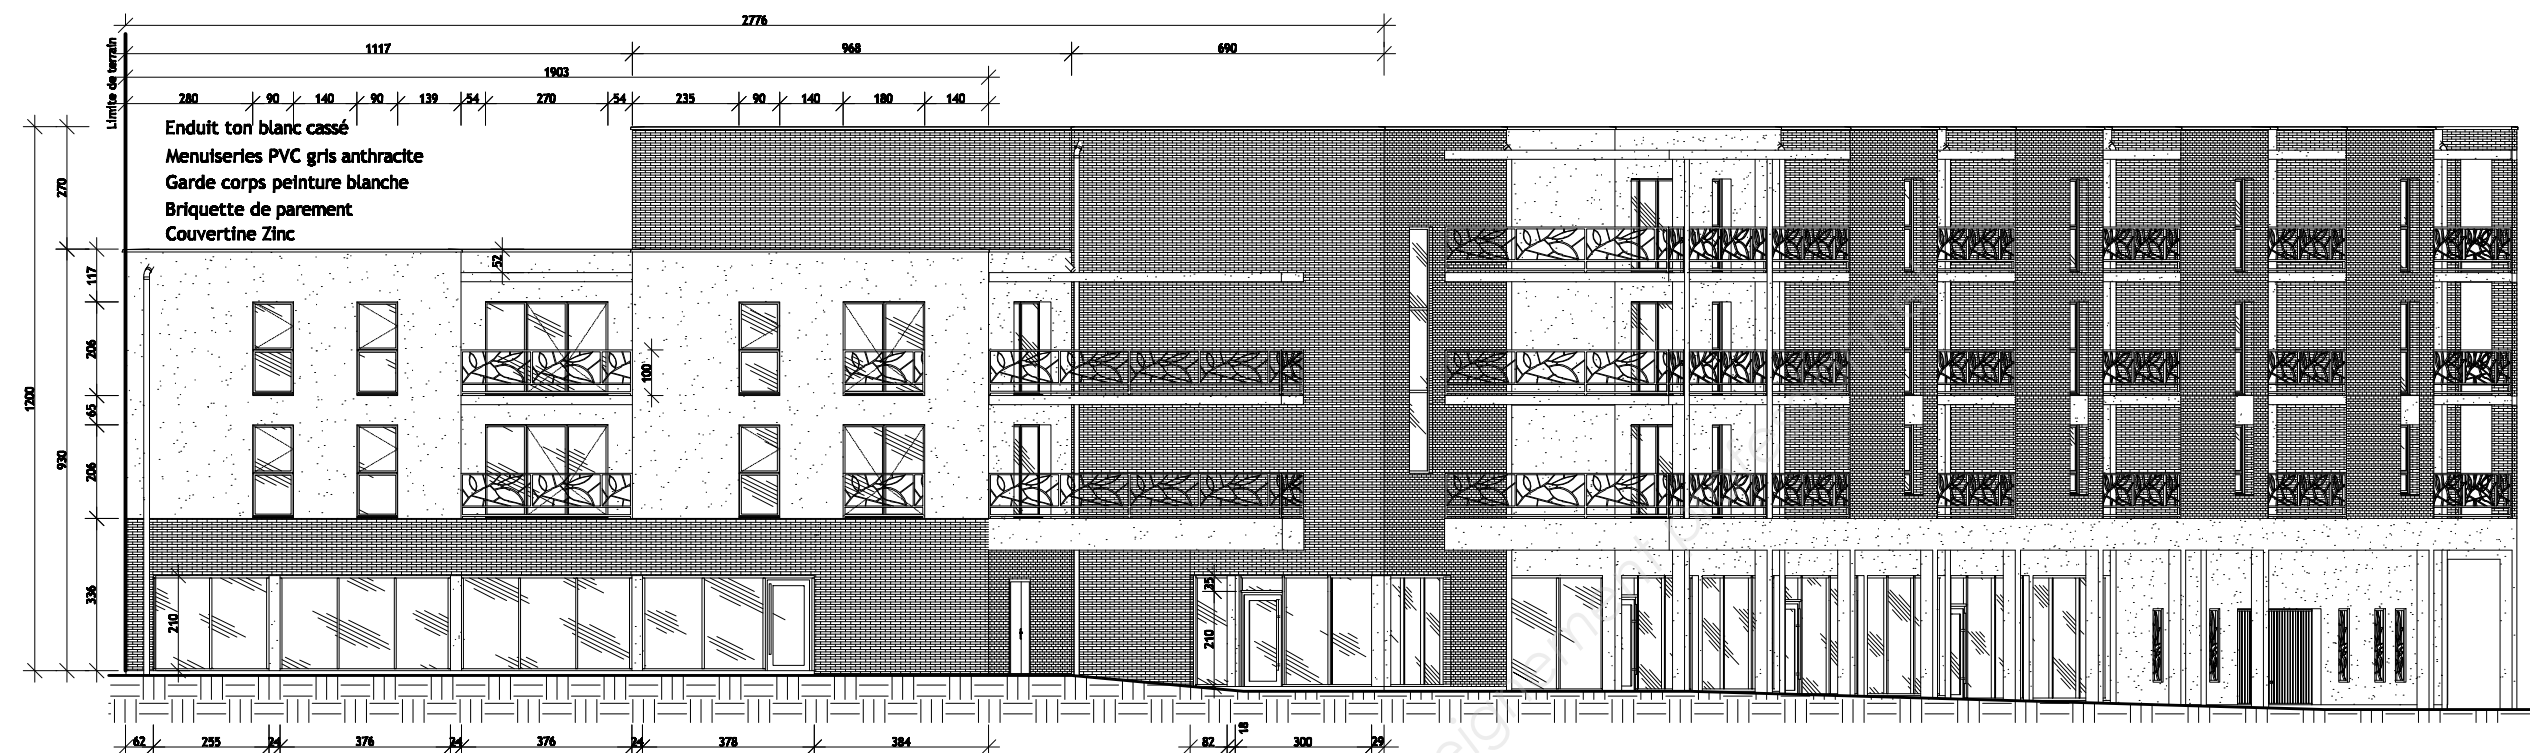 2776
1117 968 690
1903
280 90 140 90 139 54 270 54 235 90 140 180 140
Limite de terrain
Enduit ton blanc cassé
Menuiseries PVC gris anthracite
Garde corps peinture blanche
Briquette de parement
Couvertine Zinc
270
52
117
206
100
1200
65
930
206
336
210
35
210
62 255 24 376 24 376 24 378 384 82 18 300 29